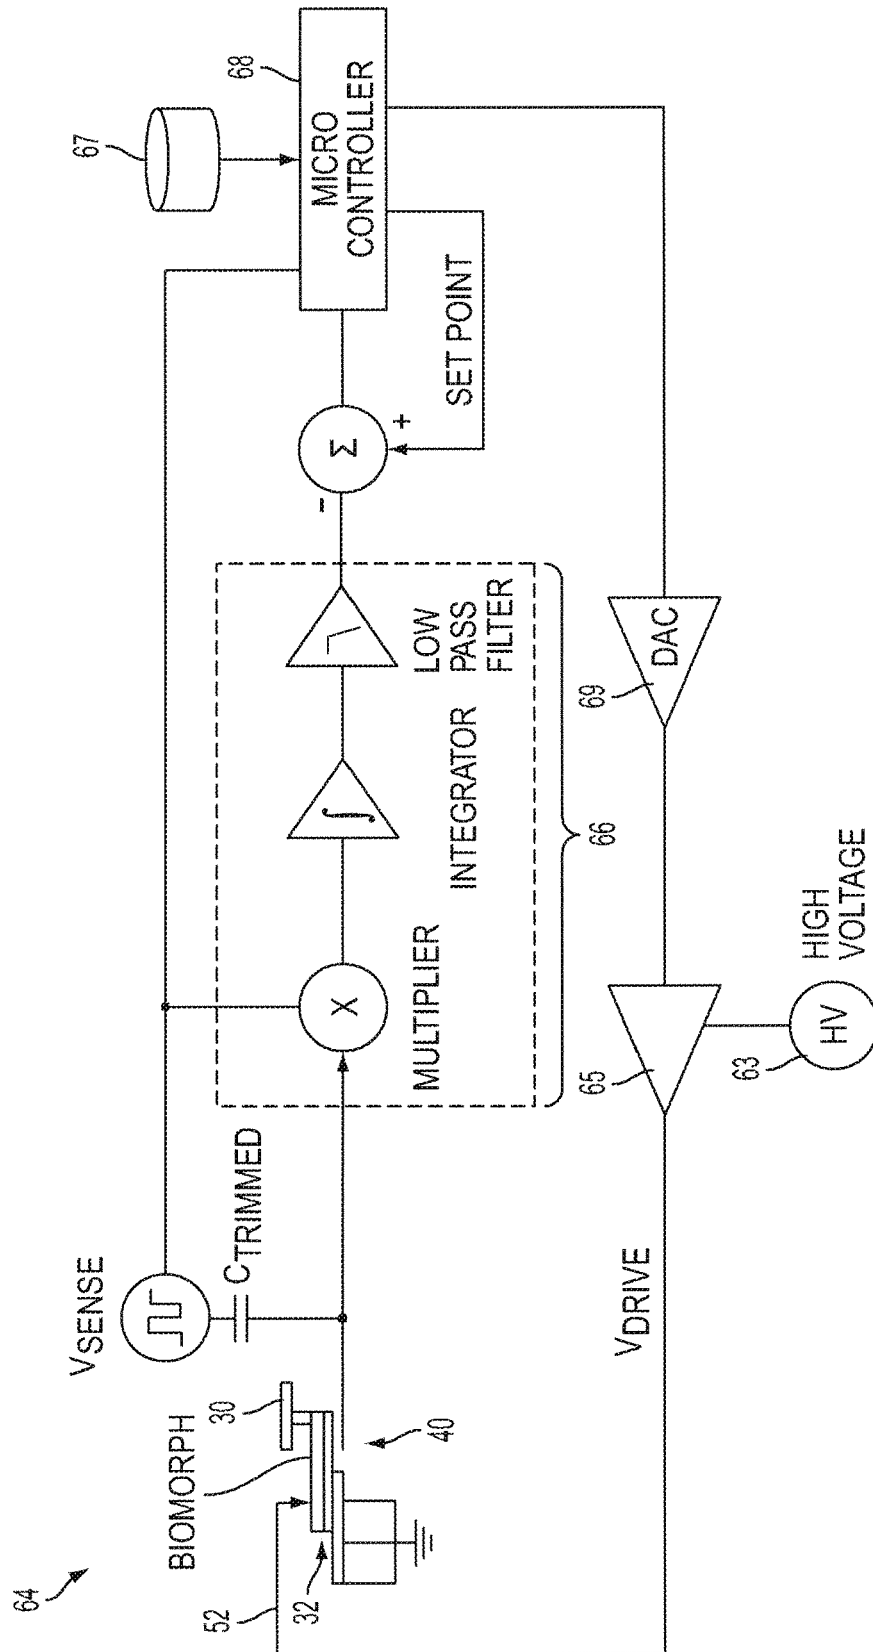 64
52
32
BIOMORPH
30
40
VSENSE
CTRIMMED
X
MULTIPLIER
∫
INTEGRATOR
LOW
PASS
FILTER
66
-
Σ
+
SET POINT
67
68
MICRO
CONTROLLER
VDRIVE
65
63
HV
HIGH
VOLTAGE
69
DAC